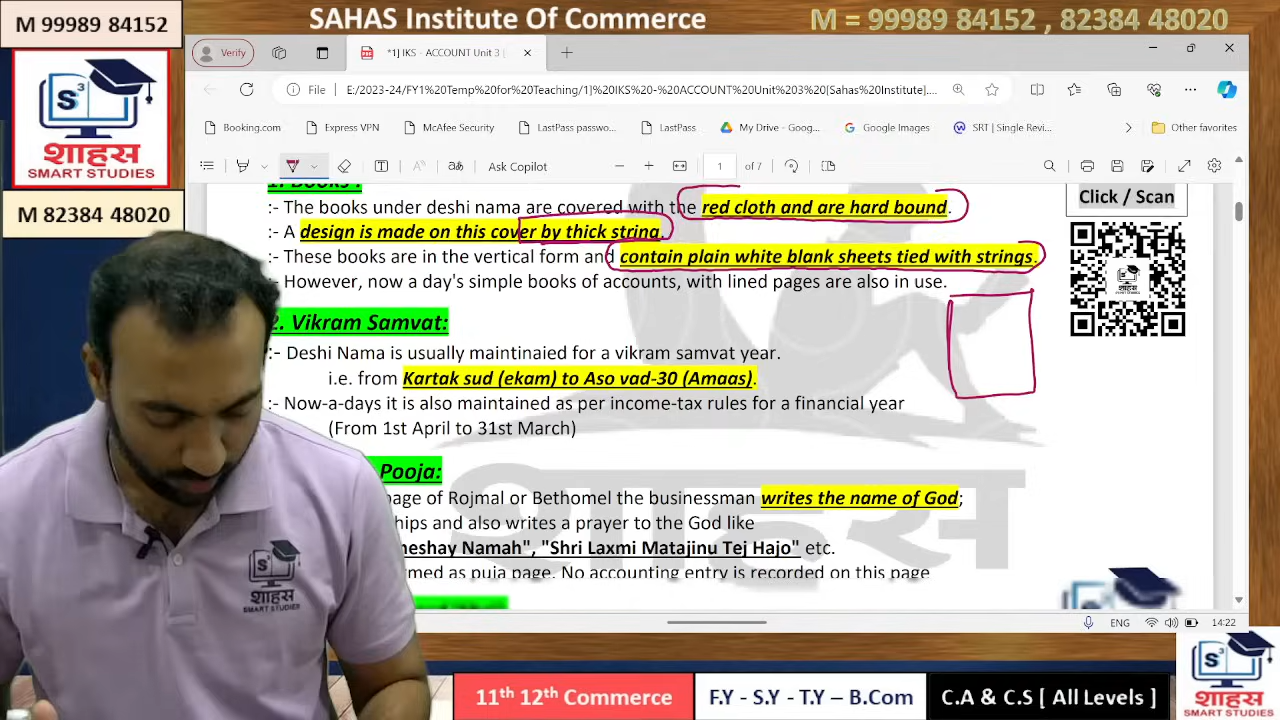 M 99989 84152
SAHAS Institute Of Commerce
M = 99989 84152 , 82384 48020
Verify
*1] IKS - ACCOUNT Unit 3 [
File
E:/2023-24/FY1%20Temp%20for%20Teaching/1]%20IKS%20-%20ACCOUNT%20Unit%203%20[Sahas%20Institute]....
Booking.com
Express VPN
McAfee Security
LastPass passwo...
LastPass
My Drive - Goog...
Google Images
SRT | Single Revi...
Other favorites
Ask Copilot
1 of 7
S3
शाहस
SMART STUDIES
M 82384 48020
1. Books :
:- The books under deshi nama are covered with the red cloth and are hard bound.
:- A design is made on this cover by thick string.
:- These books are in the vertical form and contain plain white blank sheets tied with strings.
:- However, now a day's simple books of accounts, with lined pages are also in use.
Click / Scan
2. Vikram Samvat:
:- Deshi Nama is usually maintinaied for a vikram samvat year.
i.e. from Kartak sud (ekam) to Aso vad-30 (Amaas).
:- Now-a-days it is also maintained as per income-tax rules for a financial year
(From 1st April to 31st March)
Pooja:
page of Rojmal or Bethomel the businessman writes the name of God;
hips and also writes a prayer to the God like
neshay Namah", "Shri Laxmi Matajinu Tej Hajo" etc.
rmed as puja page. No accounting entry is recorded on this page
शाहस
शाहस
SMART STUDIES
ENG
14:22
11th 12th Commerce
F.Y - S.Y - T.Y – B.Com
C.A & C.S [ All Levels ]
S3
शाहस
SMART STUDIES